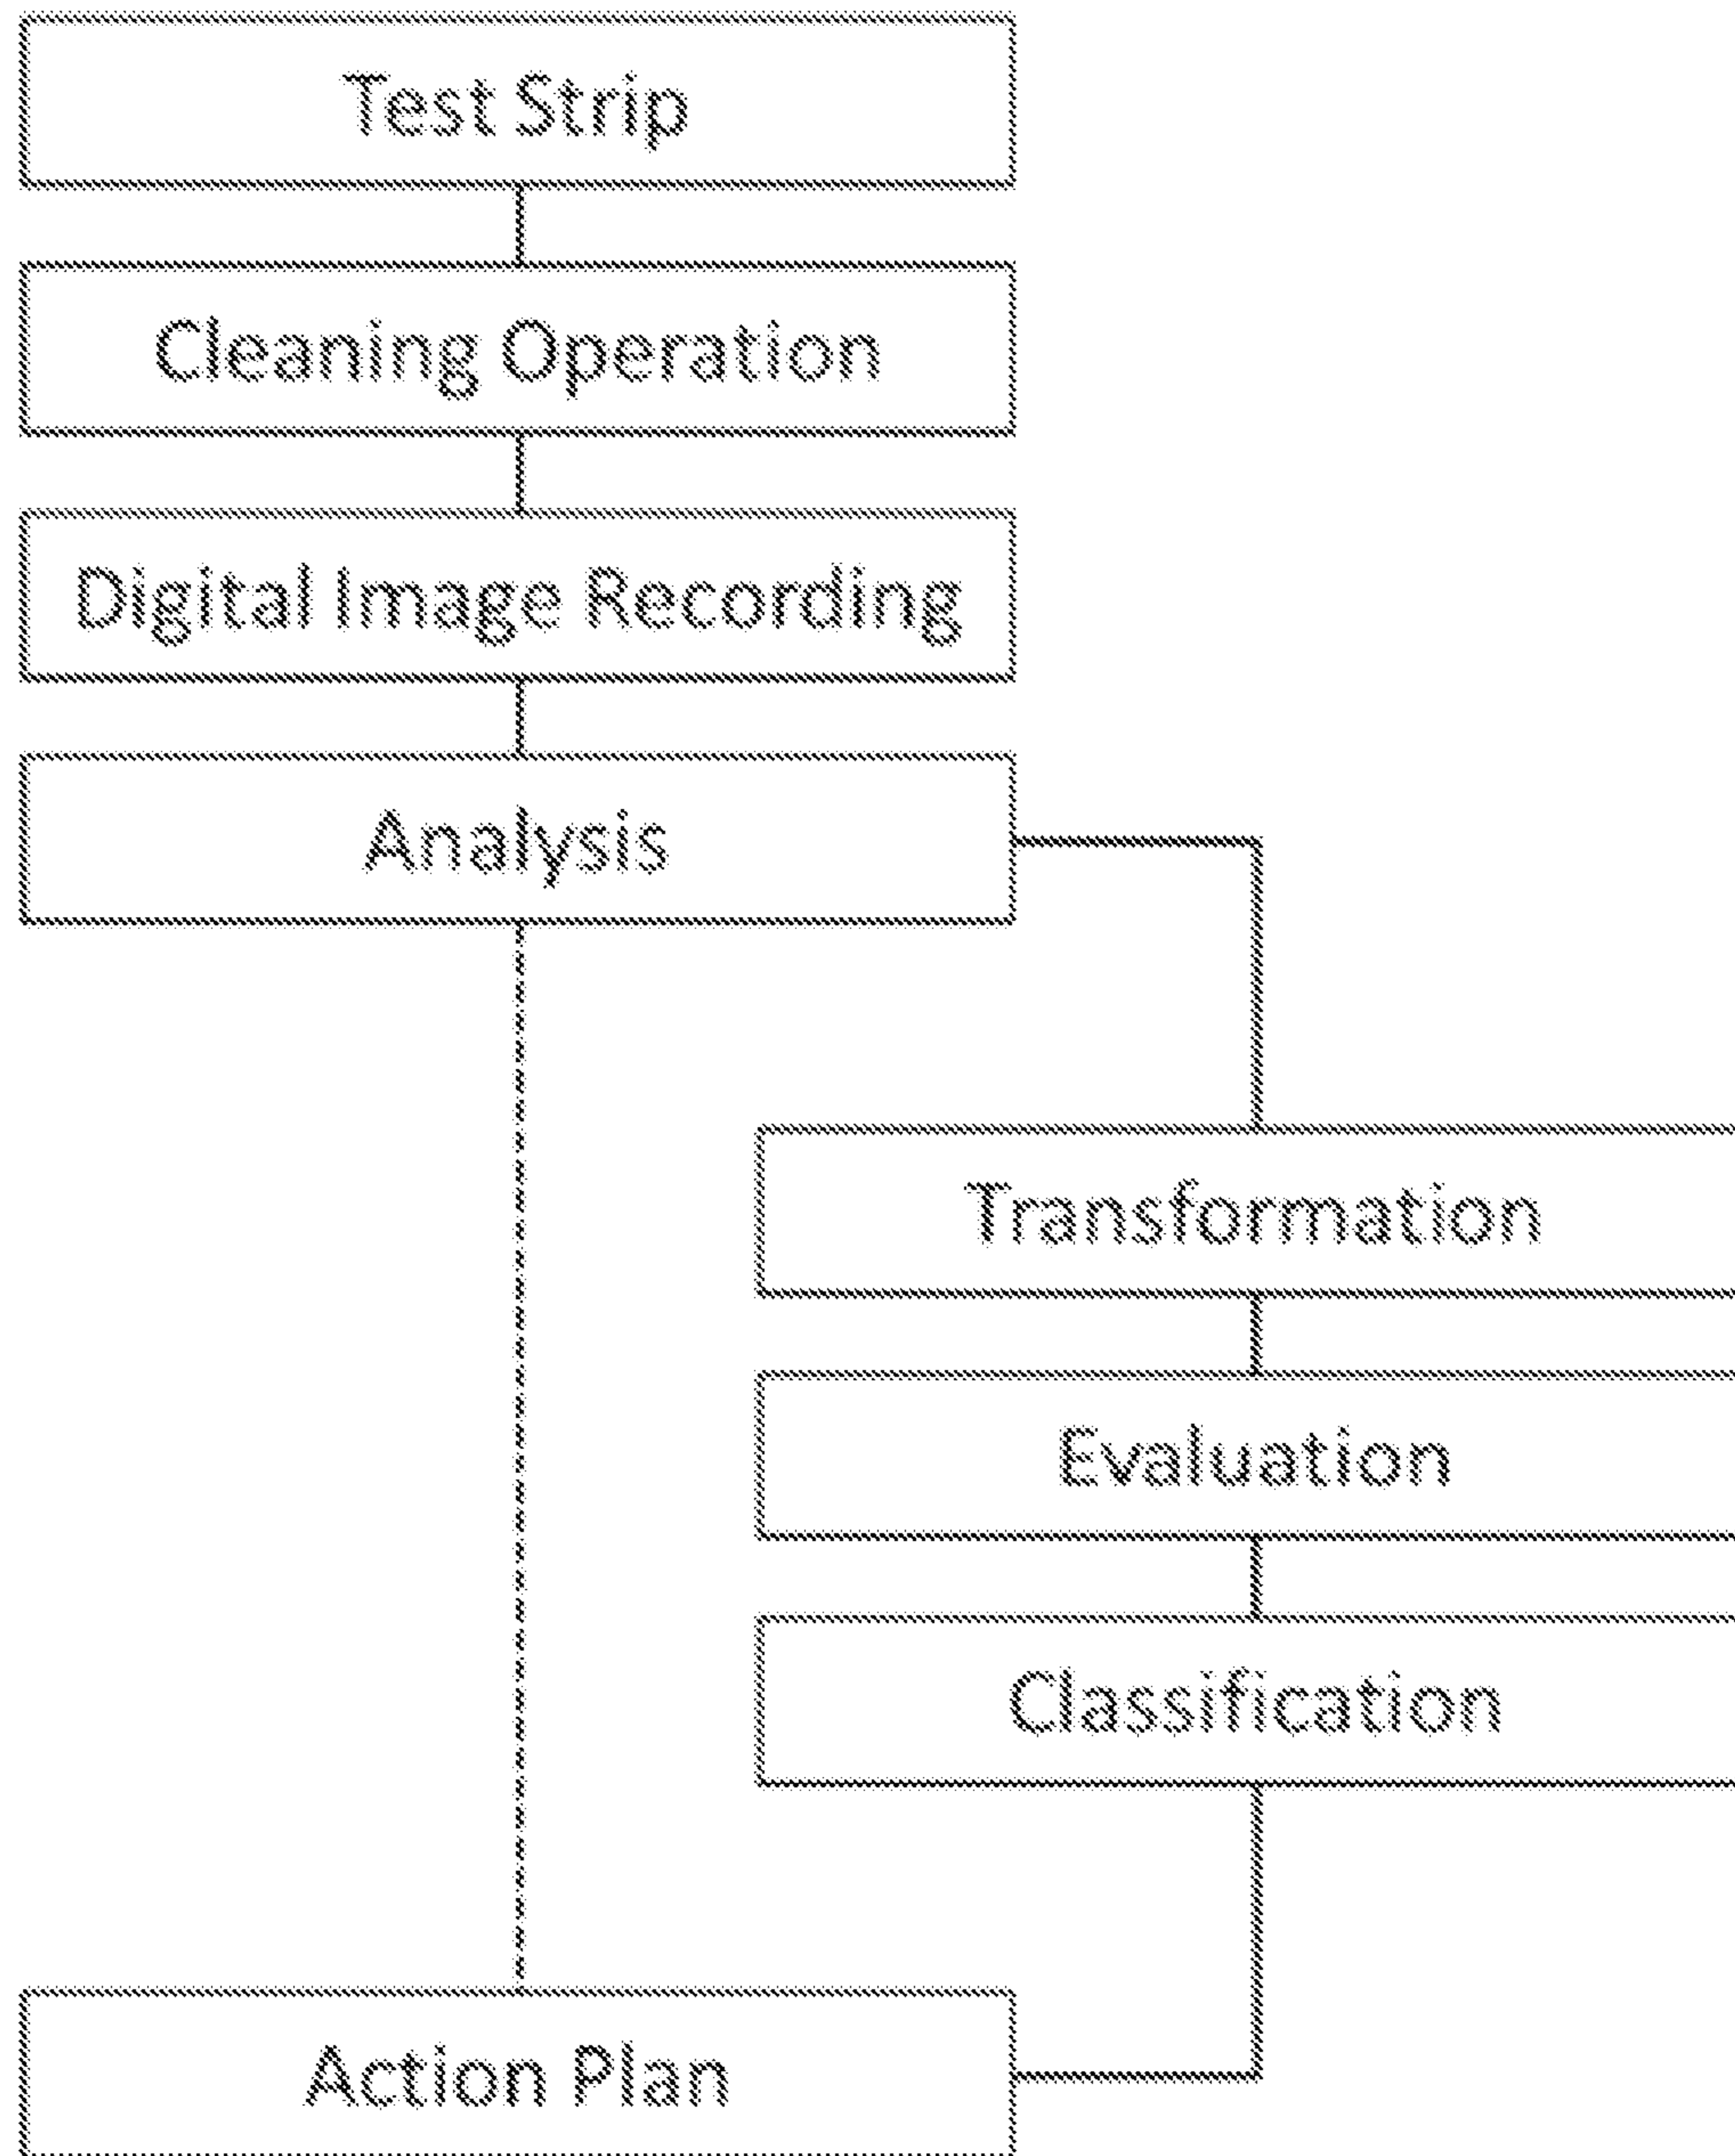 Test Strip
Cleaning Operation
Digital Image Recording
Analysis
Transformation
Evaluation
Classification
Action Plan